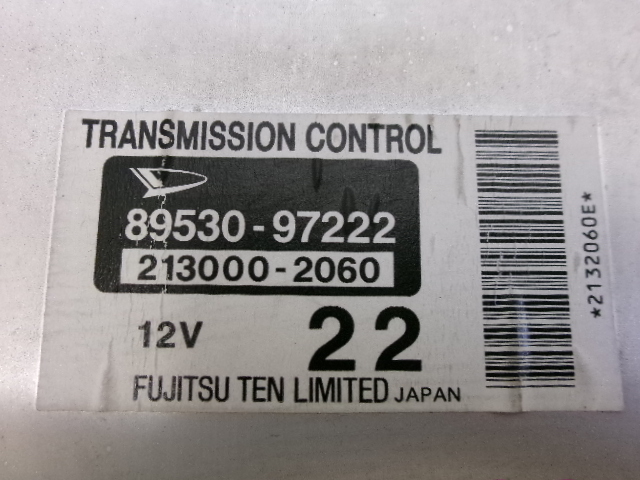 TRANSMISSION CONTROL
89530-97222
213000-2060
12V
22
FUJITSU TEN LIMITED JAPAN
*2132060E*